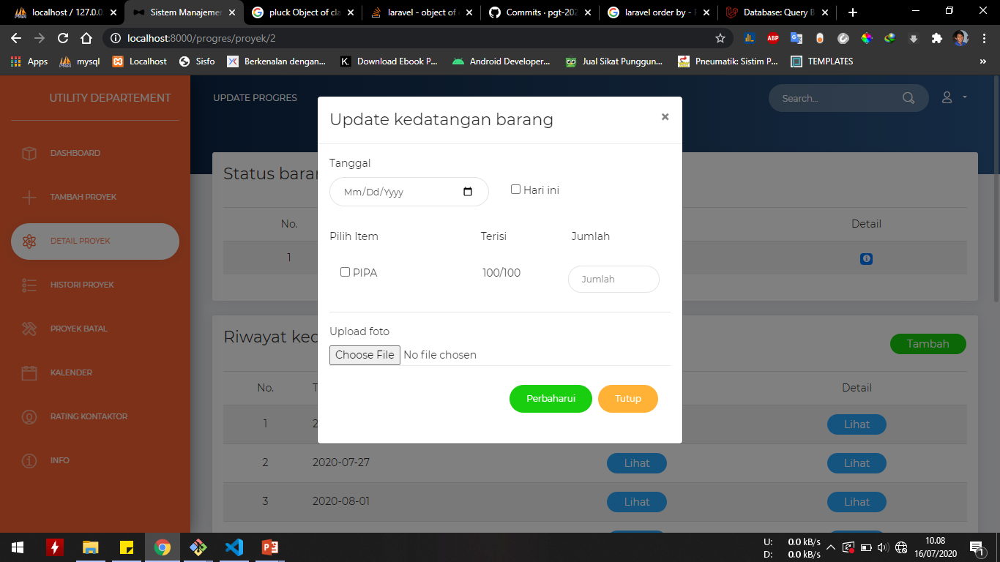 localhost / 127.0.0.
Sistem Manajemen
pluck Object of cla
laravel - object of
Commits · pgt-202
laravel order by - P
Database: Query B
localhost:8000/progres/proyek/2
ABP
Apps
mysql
Localhost
Sisfo
Berkenalan dengan...
Download Ebook P...
Android Developer...
Jual Sikat Punggun...
Pneumatik: Sistim P...
TEMPLATES
»
UTILITY DEPARTEMENT
DASHBOARD
TAMBAH PROYEK
DETAIL PROYEK
HISTORI PROYEK
PROYEK BATAL
KALENDER
RATING KONTAKTOR
INFO
UPDATE PROGRES
Search...
Status baran
No.
Detail
1
Update kedatangan barang
×
Tanggal
Mm/Dd/Yyyy
Hari ini
Pilih Item
Terisi
Jumlah
PIPA
100/100
Jumlah
Upload foto
Choose File No file chosen
Perbaharui
Tutup
Riwayat ked
Tambah
No.
T
Detail
1
2
Lihat
2
2020-07-27
Lihat
Lihat
3
2020-08-01
Lihat
Lihat
U: 0.0 kB/s
D: 0.0 kB/s
10.08
16/07/2020
1